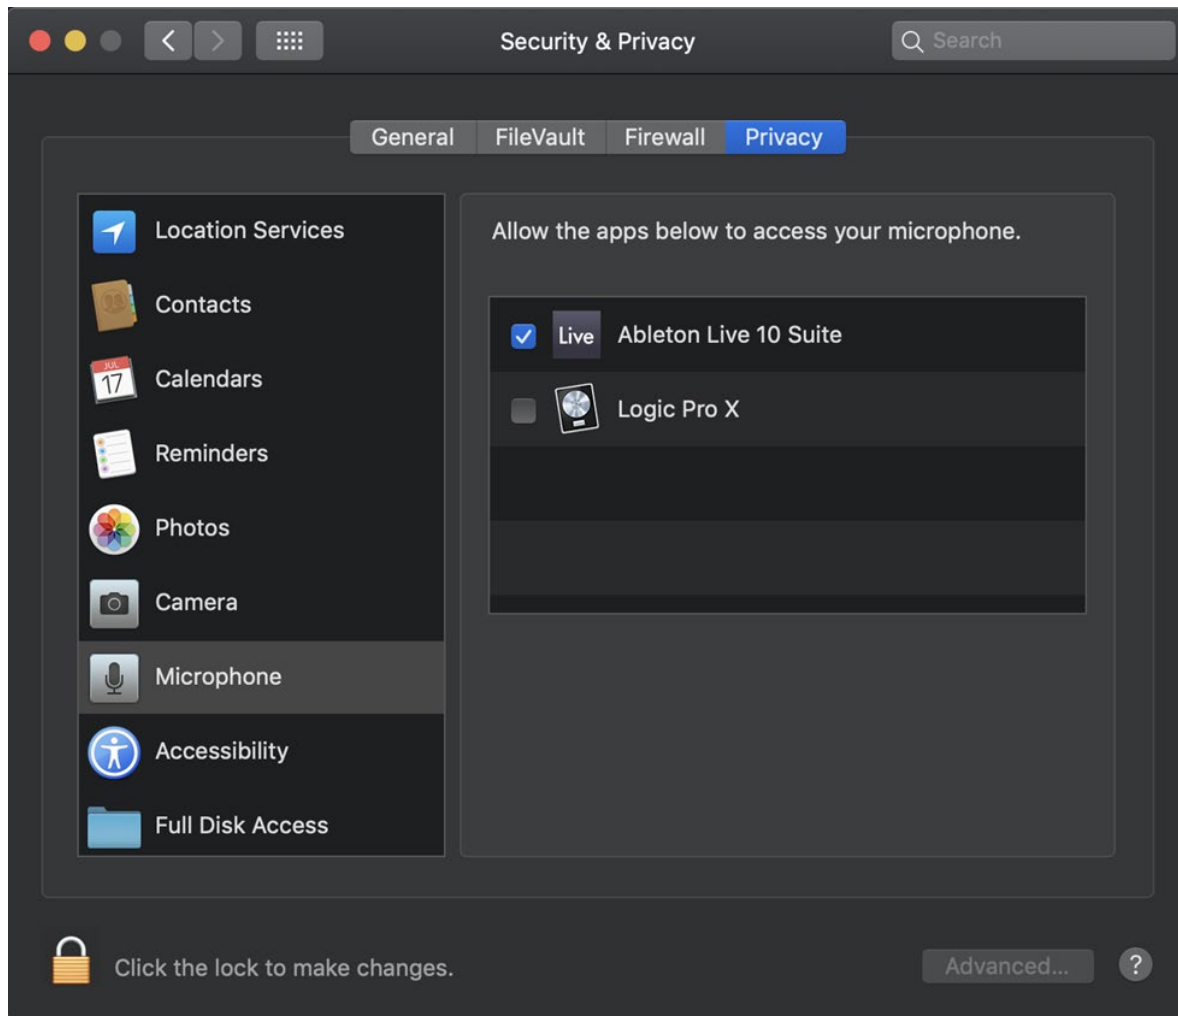 Security & Privacy
Search
General FileVault Firewall Privacy
Location Services
Contacts
JUL
17
Calendars
Reminders
Photos
Camera
Microphone
Accessibility
Full Disk Access
Allow the apps below to access your microphone.
Live Ableton Live 10 Suite
Logic Pro X
Click the lock to make changes.
Advanced...
?